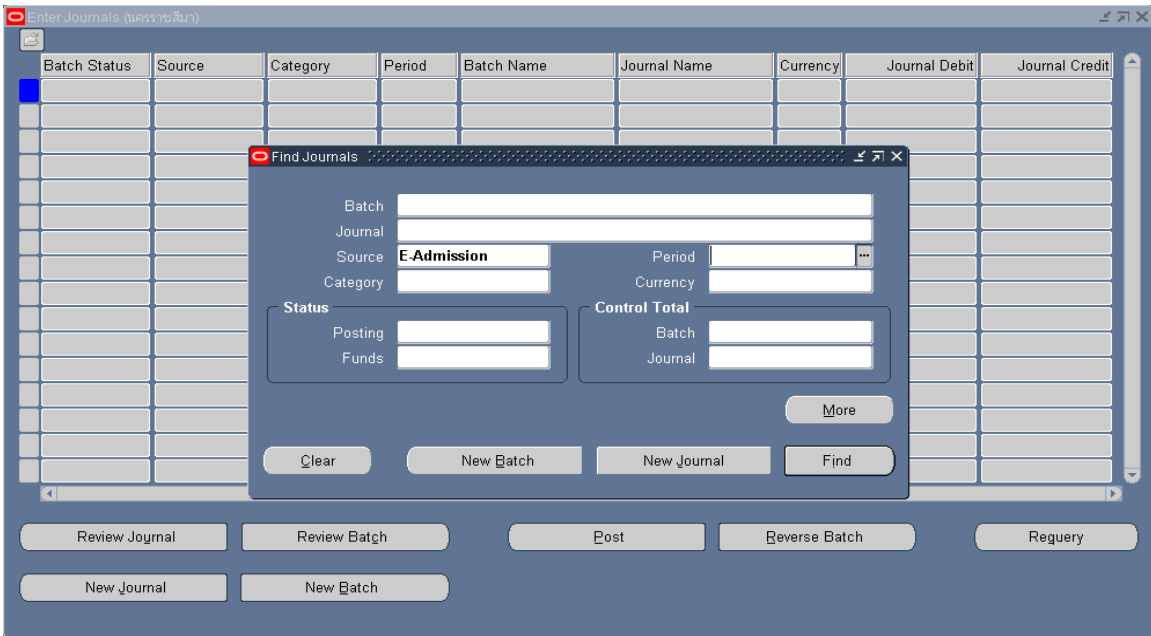 Enter Journals (นครราชสีมา)
Batch Status Source Category Period Batch Name Journal Name Currency Journal Debit Journal Credit
Find Journals
Batch
Journal
Source E-Admission Period ...
Category Currency
Status Control Total
Posting Batch
Funds Journal
More
Clear New Batch New Journal Find
Review Journal Review Batch Post Reverse Batch Requery
New Journal New Batch